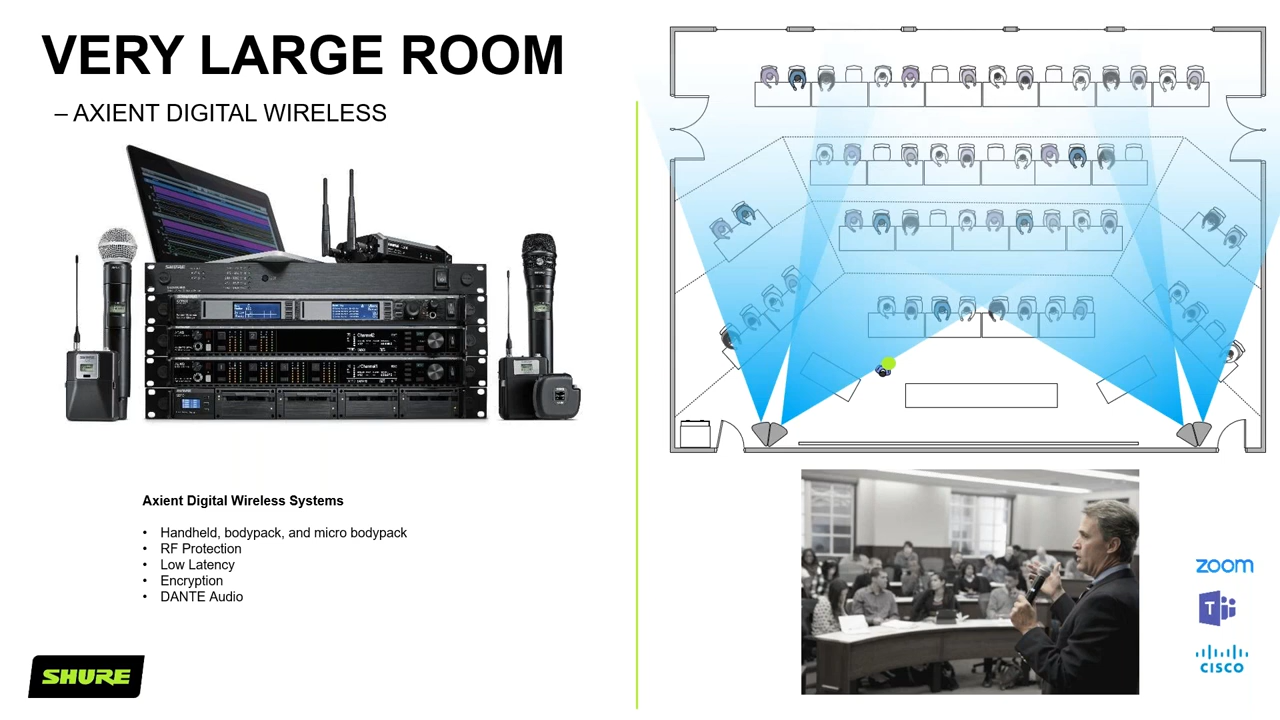 VERY LARGE ROOM
– AXIENT DIGITAL WIRELESS
Axient Digital Wireless Systems
• Handheld, bodypack, and micro bodypack
• RF Protection
• Low Latency
• Encryption
• DANTE Audio
SHURE
zoom
T
CISCO